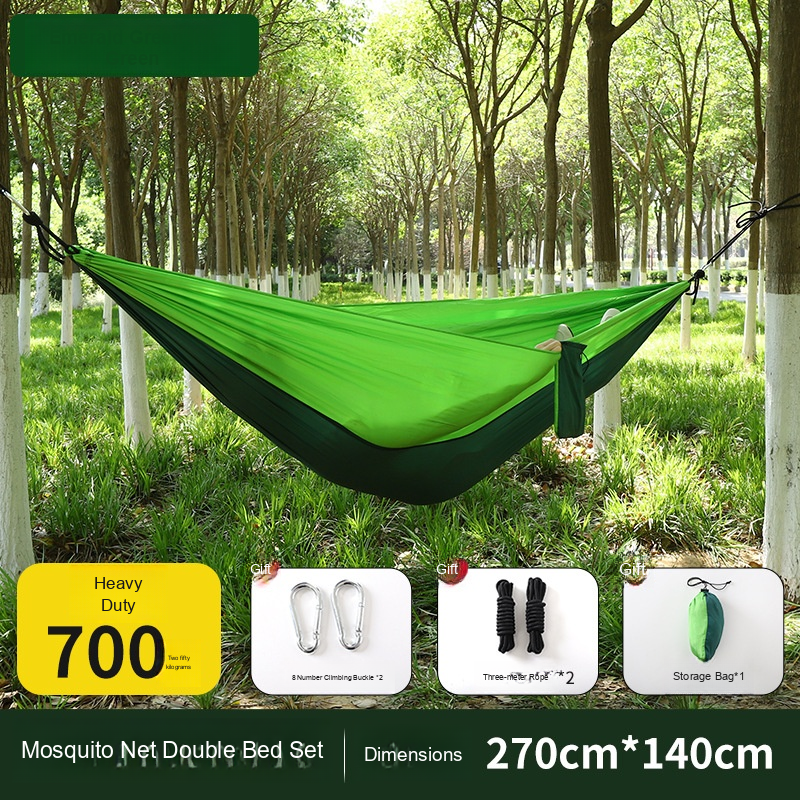 Heavy
Duty
700
Two fifty
kilograms
Gift
8 Number Climbing Buckle *2
Gift
Three-meter Rope *2
Gift
Storage Bag*1
Mosquito Net Double Bed Set
Dimensions
270cm*140cm